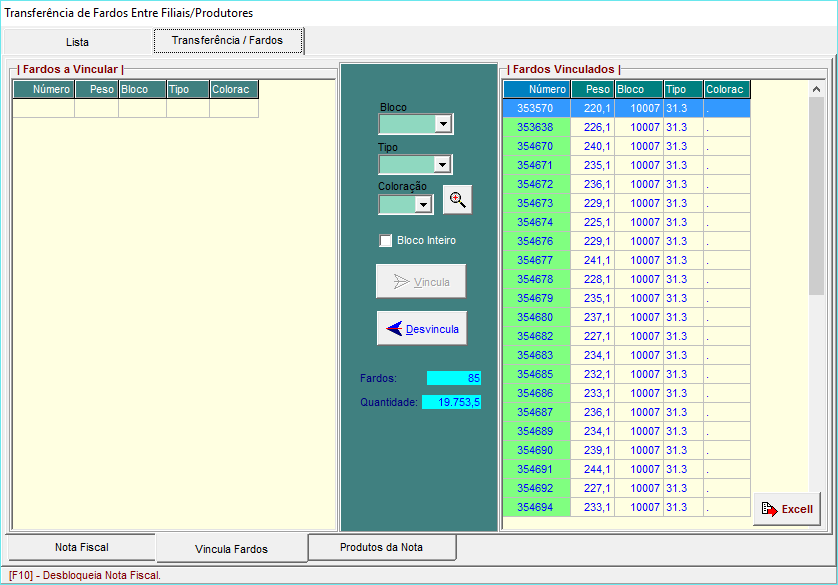 Transferência de Fardos Entre Filiais/Produtores
Lista
Transferência / Fardos
| Fardos a Vincular |
Número Peso Bloco Tipo Colorac
Bloco
Tipo
Coloração
Bloco Inteiro
Vincula
Desvincula
Fardos: 85
Quantidade: 19.753,5
| Fardos Vinculados |
Número Peso Bloco Tipo Colorac
353570 220,1 10007 31.3 .
353638 226,1 10007 31.3 .
354670 240,1 10007 31.3 .
354671 235,1 10007 31.3 .
354672 236,1 10007 31.3 .
354673 229,1 10007 31.3 .
354674 225,1 10007 31.3 .
354676 229,1 10007 31.3 .
354677 241,1 10007 31.3 .
354678 228,1 10007 31.3 .
354679 235,1 10007 31.3 .
354680 237,1 10007 31.3 .
354682 227,1 10007 31.3 .
354683 234,1 10007 31.3 .
354685 232,1 10007 31.3 .
354686 233,1 10007 31.3 .
354687 236,1 10007 31.3 .
354689 234,1 10007 31.3 .
354690 239,1 10007 31.3 .
354691 244,1 10007 31.3 .
354692 227,1 10007 31.3 .
354694 233,1 10007 31.3 .
Excell
Nota Fiscal
Vincula Fardos
Produtos da Nota
[F10] - Desbloqueia Nota Fiscal.